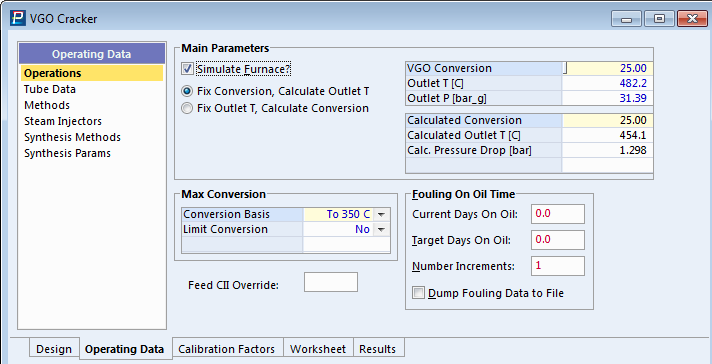 VGO Cracker
Operating Data
Operations
Tube Data
Methods
Steam Injectors
Synthesis Methods
Synthesis Params
Main Parameters
Simulate Furnace?
Fix Conversion, Calculate Outlet T
Fix Outlet T, Calculate Conversion
VGO Conversion 25.00
Outlet T [C] 482.2
Outlet P [bar_g] 31.39
Calculated Conversion 25.00
Calculated Outlet T [C] 454.1
Calc. Pressure Drop [bar] 1.298
Max Conversion
Conversion Basis To 350 C
Limit Conversion No
Feed CII Override:
Fouling On Oil Time
Current Days On Oil: 0.0
Target Days On Oil: 0.0
Number Increments: 1
Dump Fouling Data to File
Design Operating Data Calibration Factors Worksheet Results